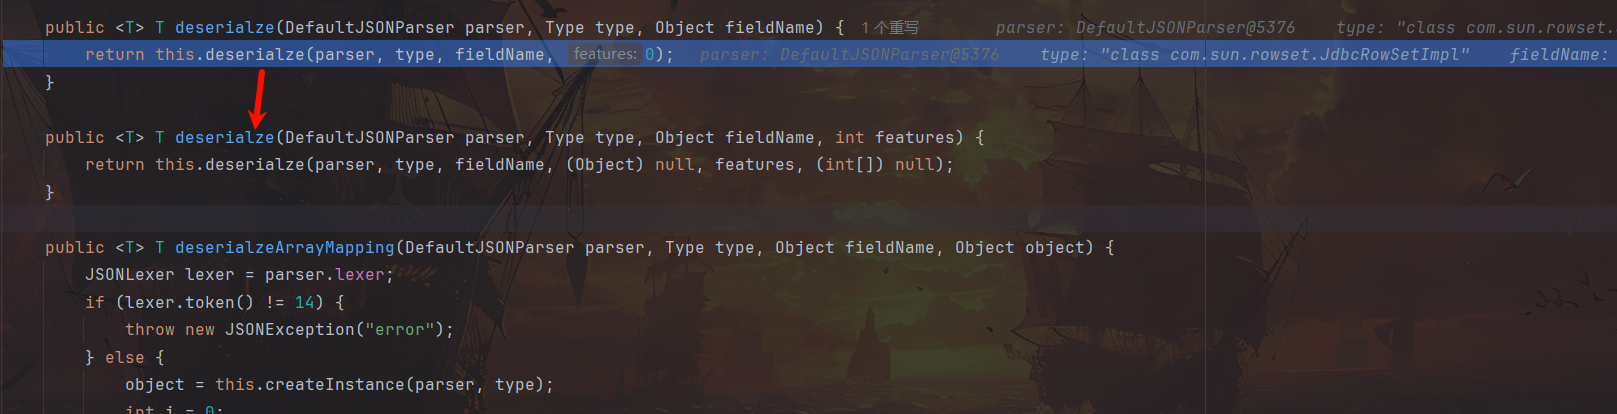 public <T> T deserialze(DefaultJSONParser parser, Type type, Object fieldName) { 1个重写 parser: DefaultJSONParser@5376 type: "class com.sun.rowset.
return this.deserialze(parser, type, fieldName, features: 0); parser: DefaultJSONParser@5376 type: "class com.sun.rowset.JdbcRowSetImpl" fieldName:
}
public <T> T deserialze(DefaultJSONParser parser, Type type, Object fieldName, int features) {
return this.deserialze(parser, type, fieldName, (Object) null, features, (int[]) null);
}
public <T> T deserialzeArrayMapping(DefaultJSONParser parser, Type type, Object fieldName, Object object) {
JSONLexer lexer = parser.lexer;
if (lexer.token() != 14) {
throw new JSONException("error");
} else {
object = this.createInstance(parser, type);
int i = 0;